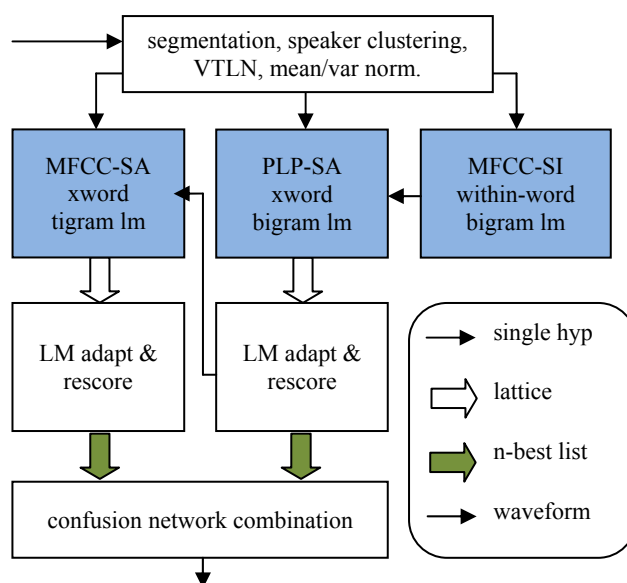 segmentation, speaker clustering,
VTLN, mean/var norm.
MFCC-SA
xword
tigram lm
PLP-SA
xword
bigram lm
MFCC-SI
within-word
bigram lm
LM adapt &
rescore
LM adapt &
rescore
single hyp
lattice
n-best list
waveform
confusion network combination